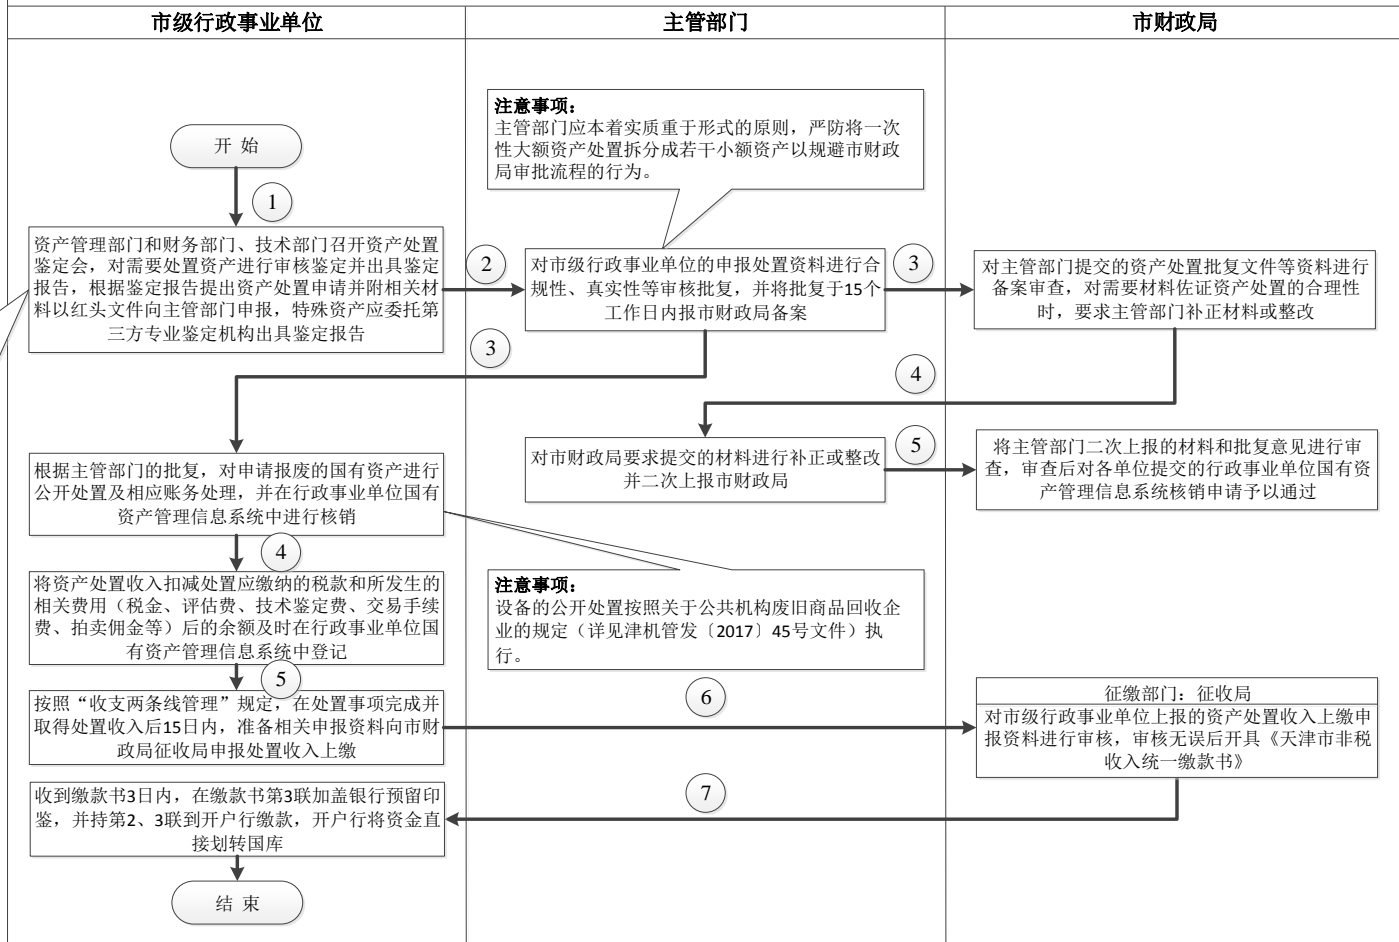 市级行政事业单位
主管部门
市财政局
注意事项：
主管部门应本着实质重于形式的原则，严防将一次
性大额资产处置拆分成若干小额资产以规避市财政
局审批流程的行为。
开 始
1
资产管理部门和财务部门、技术部门召开资产处置
鉴定会，对需要处置资产进行审核鉴定并出具鉴定
报告，根据鉴定报告提出资产处置申请并附相关材
料以红头文件向主管部门申报，特殊资产应委托第
三方专业鉴定机构出具鉴定报告
2
对市级行政事业单位的申报处置资料进行合
规性、真实性等审核批复，并将批复于15个
工作日内报市财政局备案
3
对主管部门提交的资产处置批复文件等资料进行
备案审查，对需要材料佐证资产处置的合理性
时，要求主管部门补正材料或整改
3
4
根据主管部门的批复，对申请报废的国有资产进行
公开处置及相应账务处理，并在行政事业单位国有
资产管理信息系统中进行核销
对市财政局要求提交的材料进行补正或整改
并二次上报市财政局
5
将主管部门二次上报的材料和批复意见进行审
查，审查后对各单位提交的行政事业单位国有资
产管理信息系统核销申请予以通过
4
将资产处置收入扣减处置应缴纳的税款和所发生的
相关费用（税金、评估费、技术鉴定费、交易手续
费、拍卖佣金等）后的余额及时在行政事业单位国
有资产管理信息系统中登记
注意事项：
设备的公开处置按照关于公共机构废旧商品回收企
业的规定（详见津机管发〔2017〕45号文件）执
行。
5
按照“收支两条线管理”规定，在处置事项完成并
取得处置收入后15日内，准备相关申报资料向市财
政局征收局申报处置收入上缴
6
征缴部门：征收局
对市级行政事业单位上报的资产处置收入上缴申
报资料进行审核，审核无误后开具《天津市非税
收入统一缴款书》
7
收到缴款书3日内，在缴款书第3联加盖银行预留印
鉴，并持第2、3联到开户行缴款，开户行将资金直
接划转国库
结 束